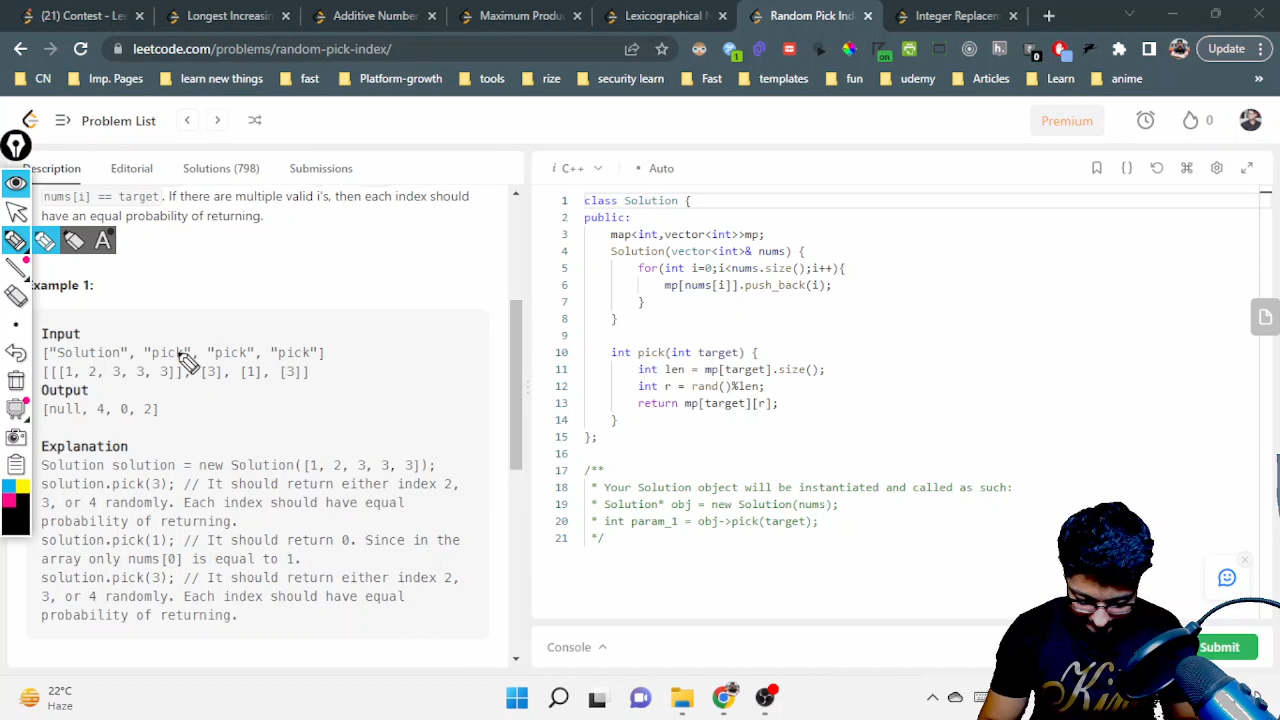 (21) Contest - Le
Longest Increasin
Additive Number
Maximum Produ
Lexicographical N
Random Pick Ind
Integer Replacem
leetcode.com/problems/random-pick-index/
Update
CN
Imp. Pages
learn new things
fast
Platform-growth
tools
rise
security learn
Fast
templates
fun
udemy
Articles
Learn
anime
»
Problem List
Premium
0
Description
Editorial
Solutions (798)
Submissions
i C++
• Auto
nums[i] == target. If there are multiple valid i's, then each index should
have an equal probability of returning.
Example 1:
Input
["Solution", "pick", "pick", "pick"]
[[[1, 2, 3, 3, 3]], [3], [1], [3]]
Output
[null, 4, 0, 2]
Explanation
Solution solution = new Solution([1, 2, 3, 3, 3]);
solution.pick(3); // It should return either index 2,
3, or 4 randomly. Each index should have equal
probability of returning.
solution.pick(1); // It should return 0. Since in the
array only nums[0] is equal to 1.
solution.pick(3); // It should return either index 2,
3, or 4 randomly. Each index should have equal
probability of returning.
1 class Solution {
2 public:
3 map<int,vector<int>>mp;
4 Solution(vector<int>& nums) {
5 for(int i=0;i<nums.size();i++){
6 mp[nums[i]].push_back(i);
7 }
8 }
9
10 int pick(int target) {
11 int len = mp[target].size();
12 int r = rand()%len;
13 return mp[target][r];
14 }
15 };
16
17 /**
18 * Your Solution object will be instantiated and called as such:
19 * Solution* obj = new Solution(nums);
20 * int param_1 = obj->pick(target);
21 */
Console
Submit
22°C
Haze